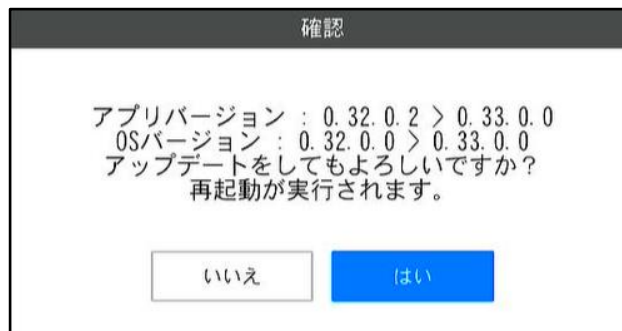 確認
アプリバージョン : 0.32.0.2 > 0.33.0.0
OSバージョン : 0.32.0.0 > 0.33.0.0
アップデートをしてもよろしいですか?
再起動が実行されます。
いいえ
はい